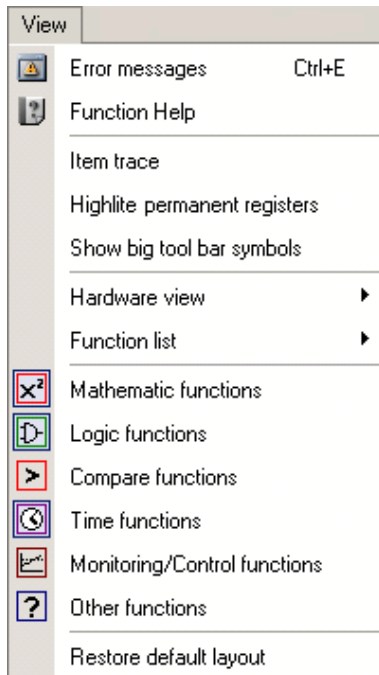 View
Error messages Ctrl+E
Function Help
Item trace
Highlite permanent registers
Show big tool bar symbols
Hardware view
Function list
Mathematic functions
Logic functions
Compare functions
Time functions
Monitoring/Control functions
Other functions
Restore default layout